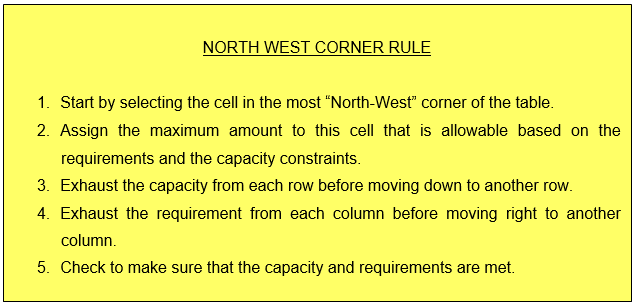 NORTH WEST CORNER RULE
1. Start by selecting the cell in the most “North-West” corner of the table.
2. Assign the maximum amount to this cell that is allowable based on the
requirements and the capacity constraints.
3. Exhaust the capacity from each row before moving down to another row.
4. Exhaust the requirement from each column before moving right to another
column.
5. Check to make sure that the capacity and requirements are met.